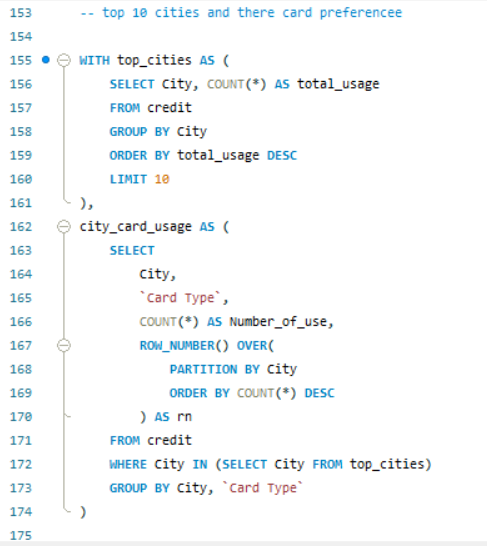 153 -- top 10 cities and there card preferencee
154
155 WITH top_cities AS (
156 SELECT City, COUNT(*) AS total_usage
157 FROM credit
158 GROUP BY City
159 ORDER BY total_usage DESC
160 LIMIT 10
161 ),
162 city_card_usage AS (
163 SELECT
164 City,
165 `Card Type`,
166 COUNT(*) AS Number_of_use,
167 ROW_NUMBER() OVER(
168 PARTITION BY City
169 ORDER BY COUNT(*) DESC
170 ) AS rn
171 FROM credit
172 WHERE City IN (SELECT City FROM top_cities)
173 GROUP BY City, `Card Type`
174 )
175